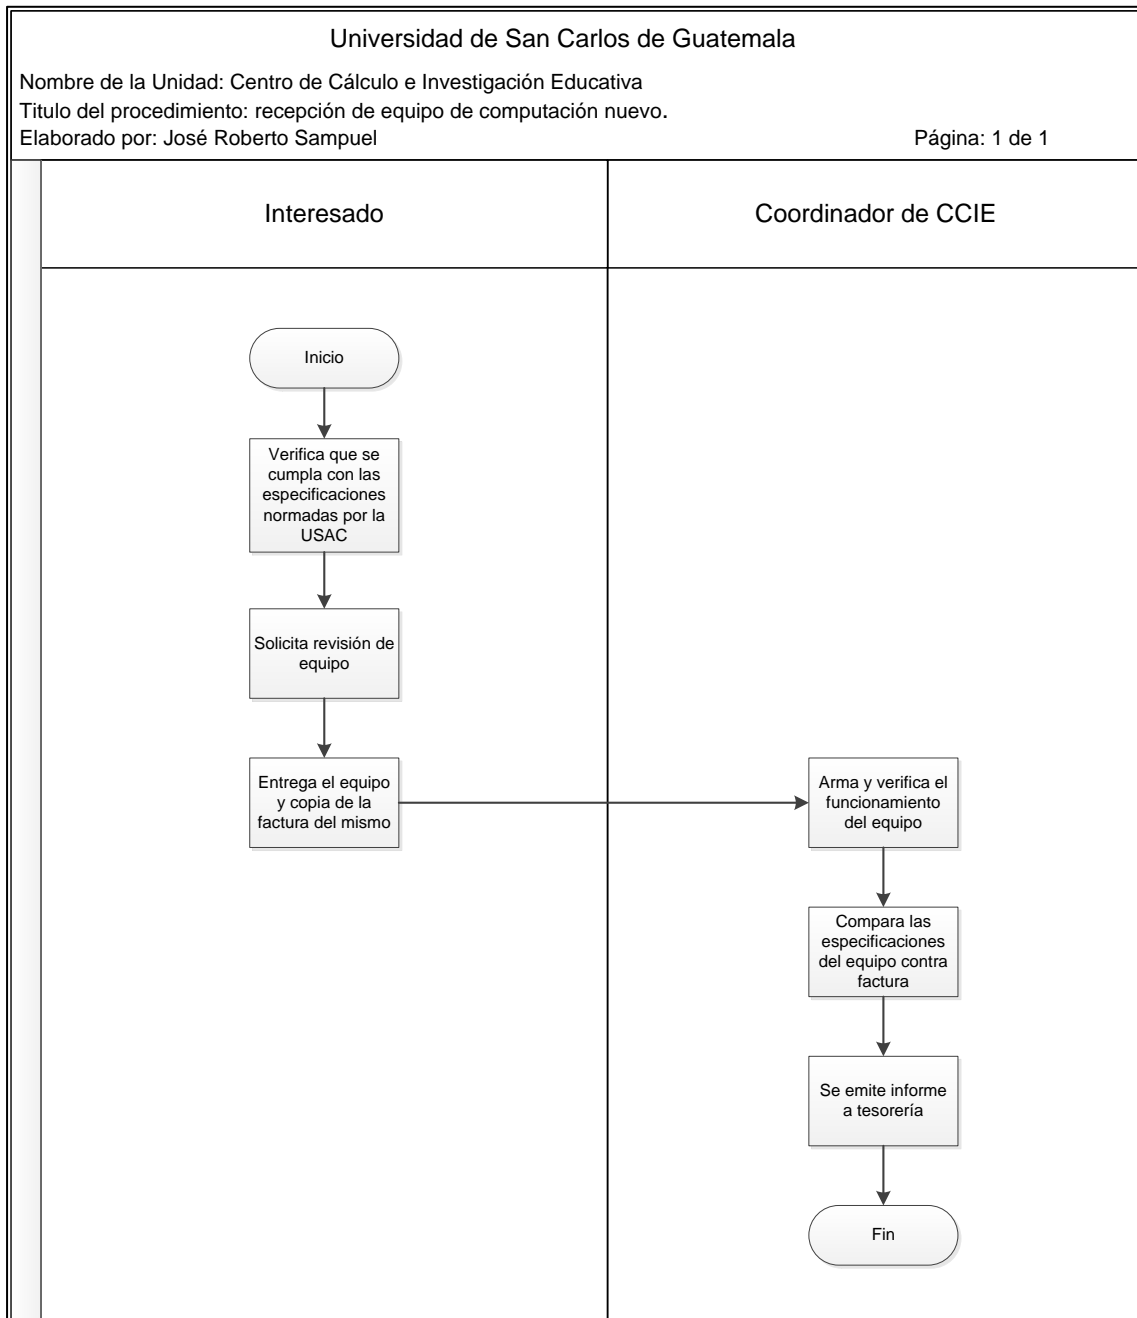 Universidad de San Carlos de Guatemala
Nombre de la Unidad: Centro de Cálculo e Investigación Educativa
Titulo del procedimiento: recepción de equipo de computación nuevo.
Elaborado por: José Roberto Sampuel
Página: 1 de 1
Interesado
Coordinador de CCIE
Inicio
Verifica que se
cumpla con las
especificaciones
normadas por la
USAC
Solicita revisión de
equipo
Entrega el equipo
y copia de la
factura del mismo
Arma y verifica el
funcionamiento
del equipo
Compara las
especificaciones
del equipo contra
factura
Se emite informe
a tesorería
Fin